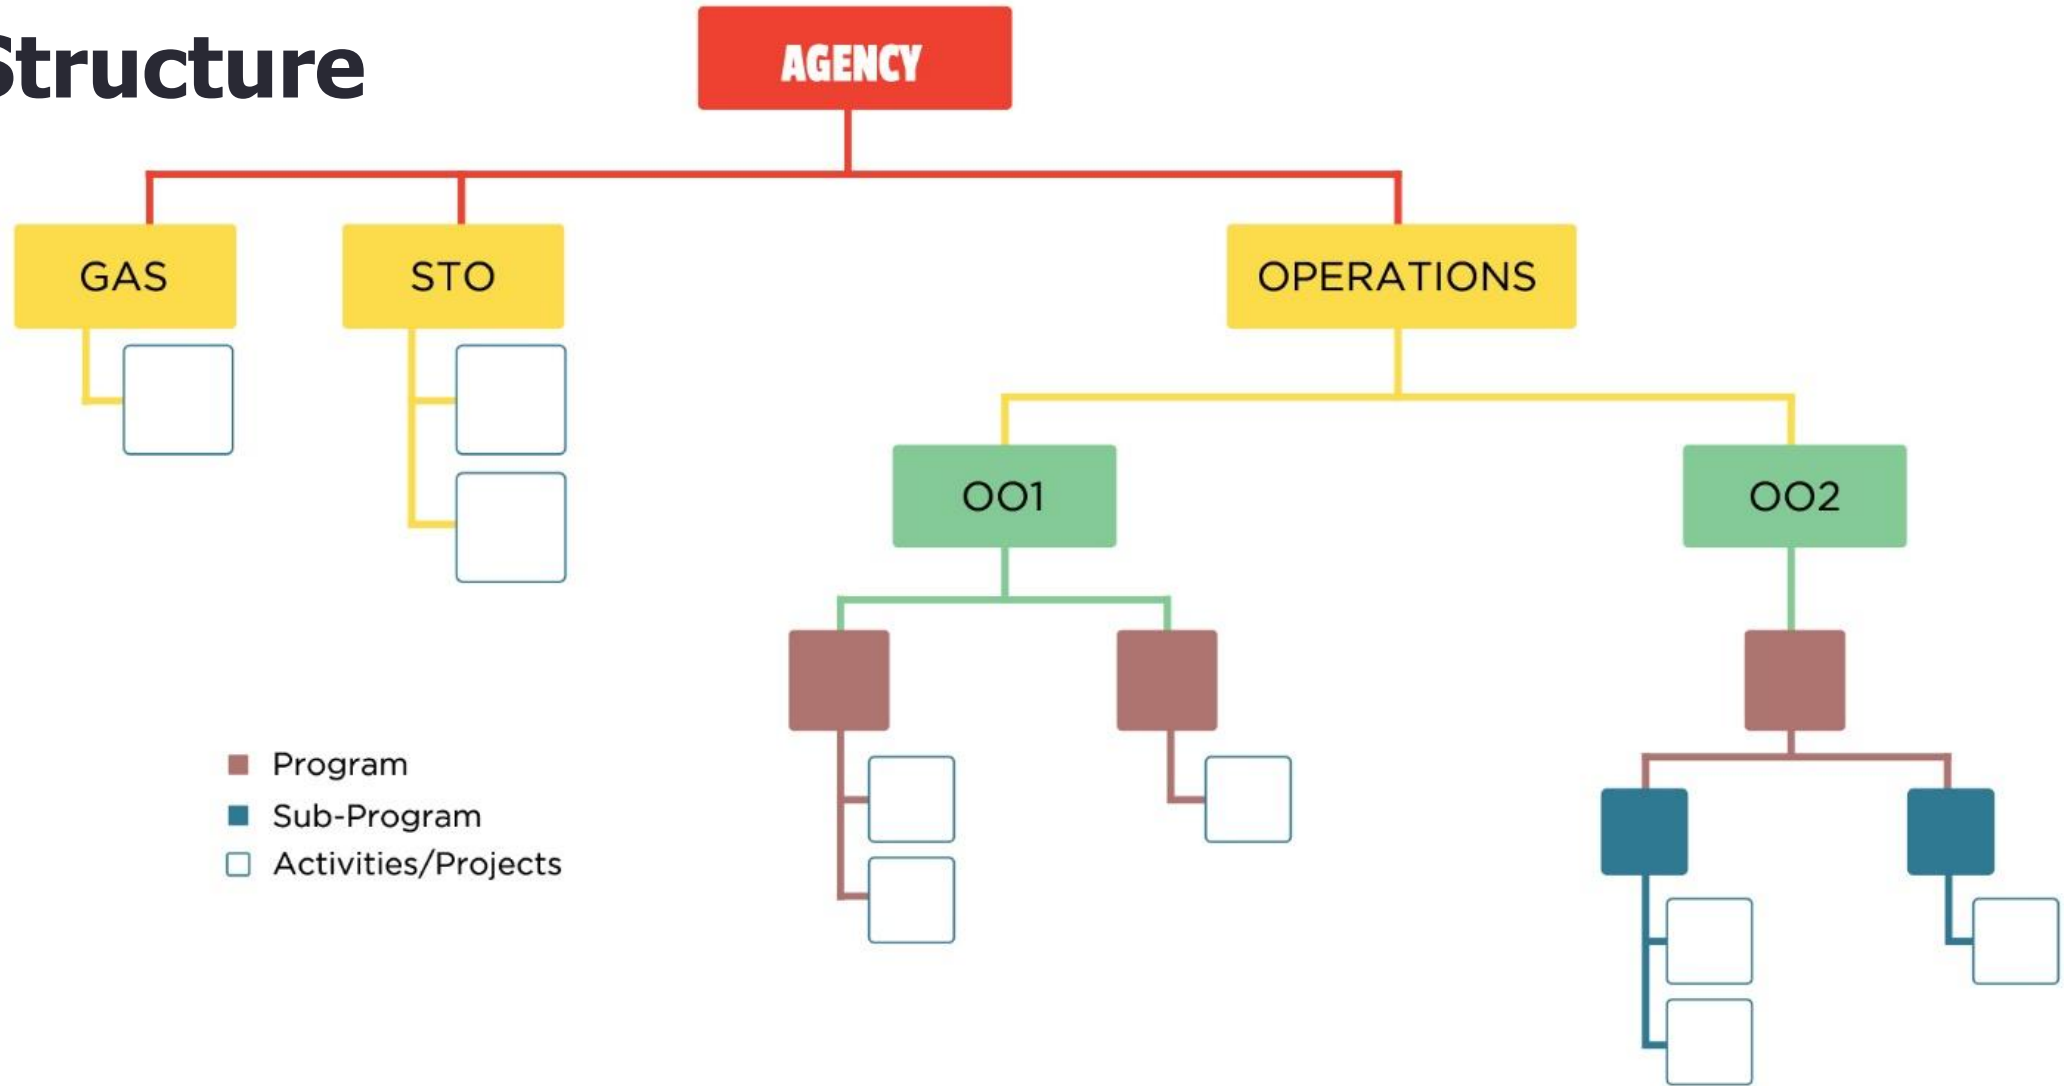 Structure
AGENCY
GAS
STO
OPERATIONS
OO1
OO2
Program
Sub-Program
Activities/Projects